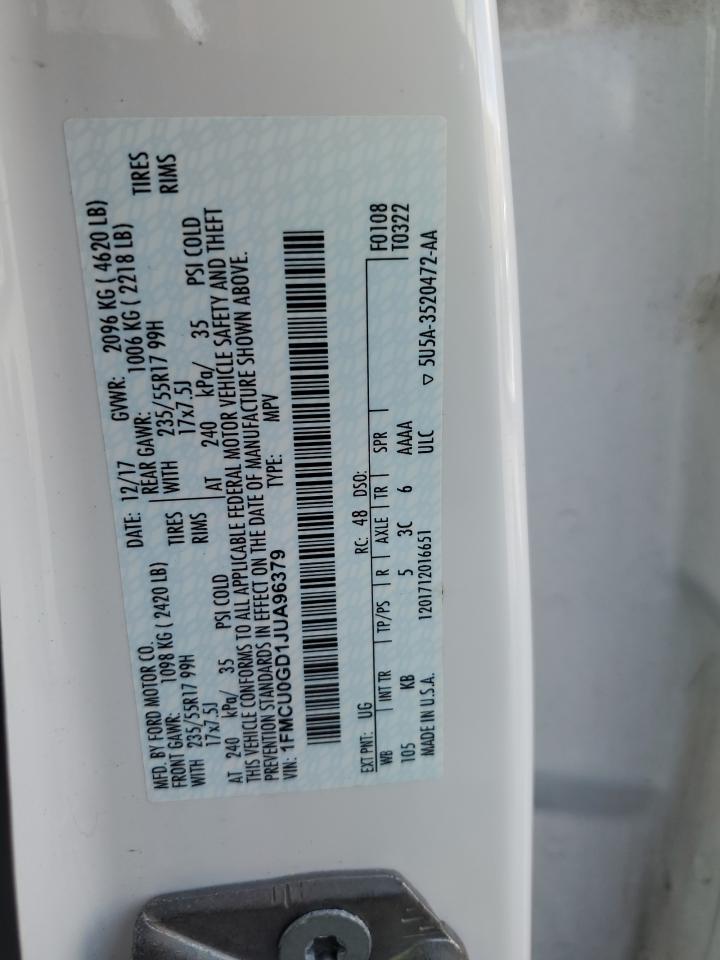 MFD. BY FORD MOTOR CO.
DATE: 12/17 GVWR: 2096 KG ( 4620 LB)
FRONT GAWR: 1098 KG ( 2420 LB)
REAR GAWR: 1006 KG ( 2218 LB)
WITH 235/55R17 99H TIRES
WITH 235/55R17 99H TIRES
17x7.5J RIMS
17x7.5J RIMS
AT 240 kPa/ 35 PSI COLD
AT 240 kPa/ 35 PSI COLD
THIS VEHICLE CONFORMS TO ALL APPLICABLE FEDERAL MOTOR VEHICLE SAFETY AND THEFT
PREVENTION STANDARDS IN EFFECT ON THE DATE OF MANUFACTURE SHOWN ABOVE.
VIN: 1FMCU0GD1JUA96379 TYPE: MPV
F0108
T0322
EXT PNT: UG RC: 48 DSO:
WB INT TR TP/PS R AXLE TR SPR
105 KB 5 3C 6 AAAA
MADE IN U.S.A. 1201712016651 ULC ▽ 5U5A-3520472-AA